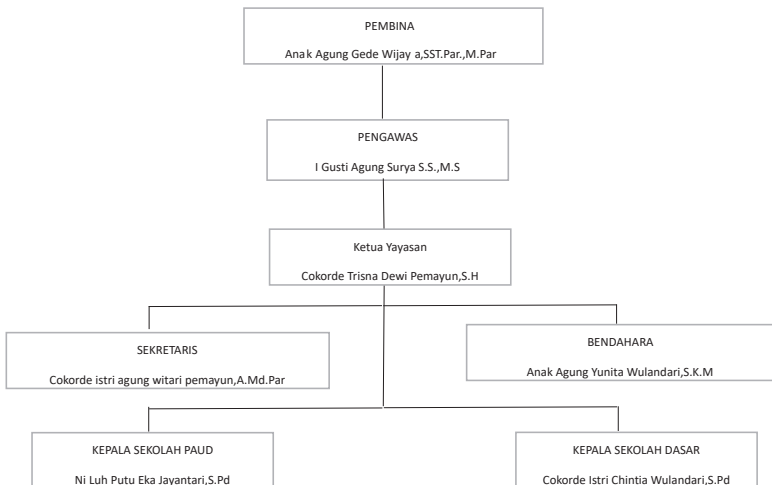 PEMBINA
Anak Agung Gede Wijay a,SST.Par.,M.Par
PENGAWAS
I Gusti Agung Surya S.S.,M.S
Ketua Yayasan
Cokorde Trisna Dewi Pemayun,S.H
SEKRETARIS
Cokorde istri agung witari pemayun,A.Md.Par
BENDAHARA
Anak Agung Yunita Wulandari,S.K.M
KEPALA SEKOLAH PAUD
Ni Luh Putu Eka Jayantari,S.Pd
KEPALA SEKOLAH DASAR
Cokorde Istri Chintia Wulandari,S.Pd